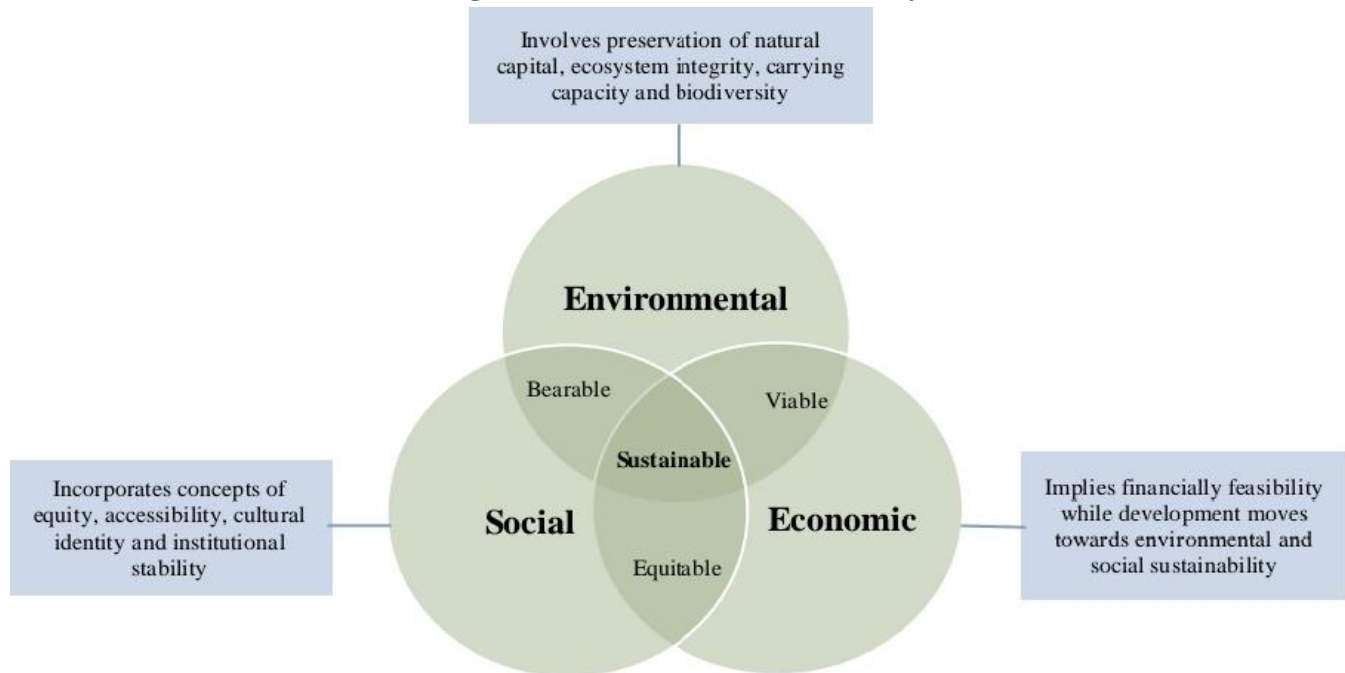 Involves preservation of natural
capital, ecosystem integrity, carrying
capacity and biodiversity
Environmental
Bearable
Viable
Sustainable
Incorporates concepts of
equity, accessibility, cultural
identity and institutional
stability
Social
Economic
Implies financially feasibility
while development moves
towards environmental and
social sustainability
Equitable